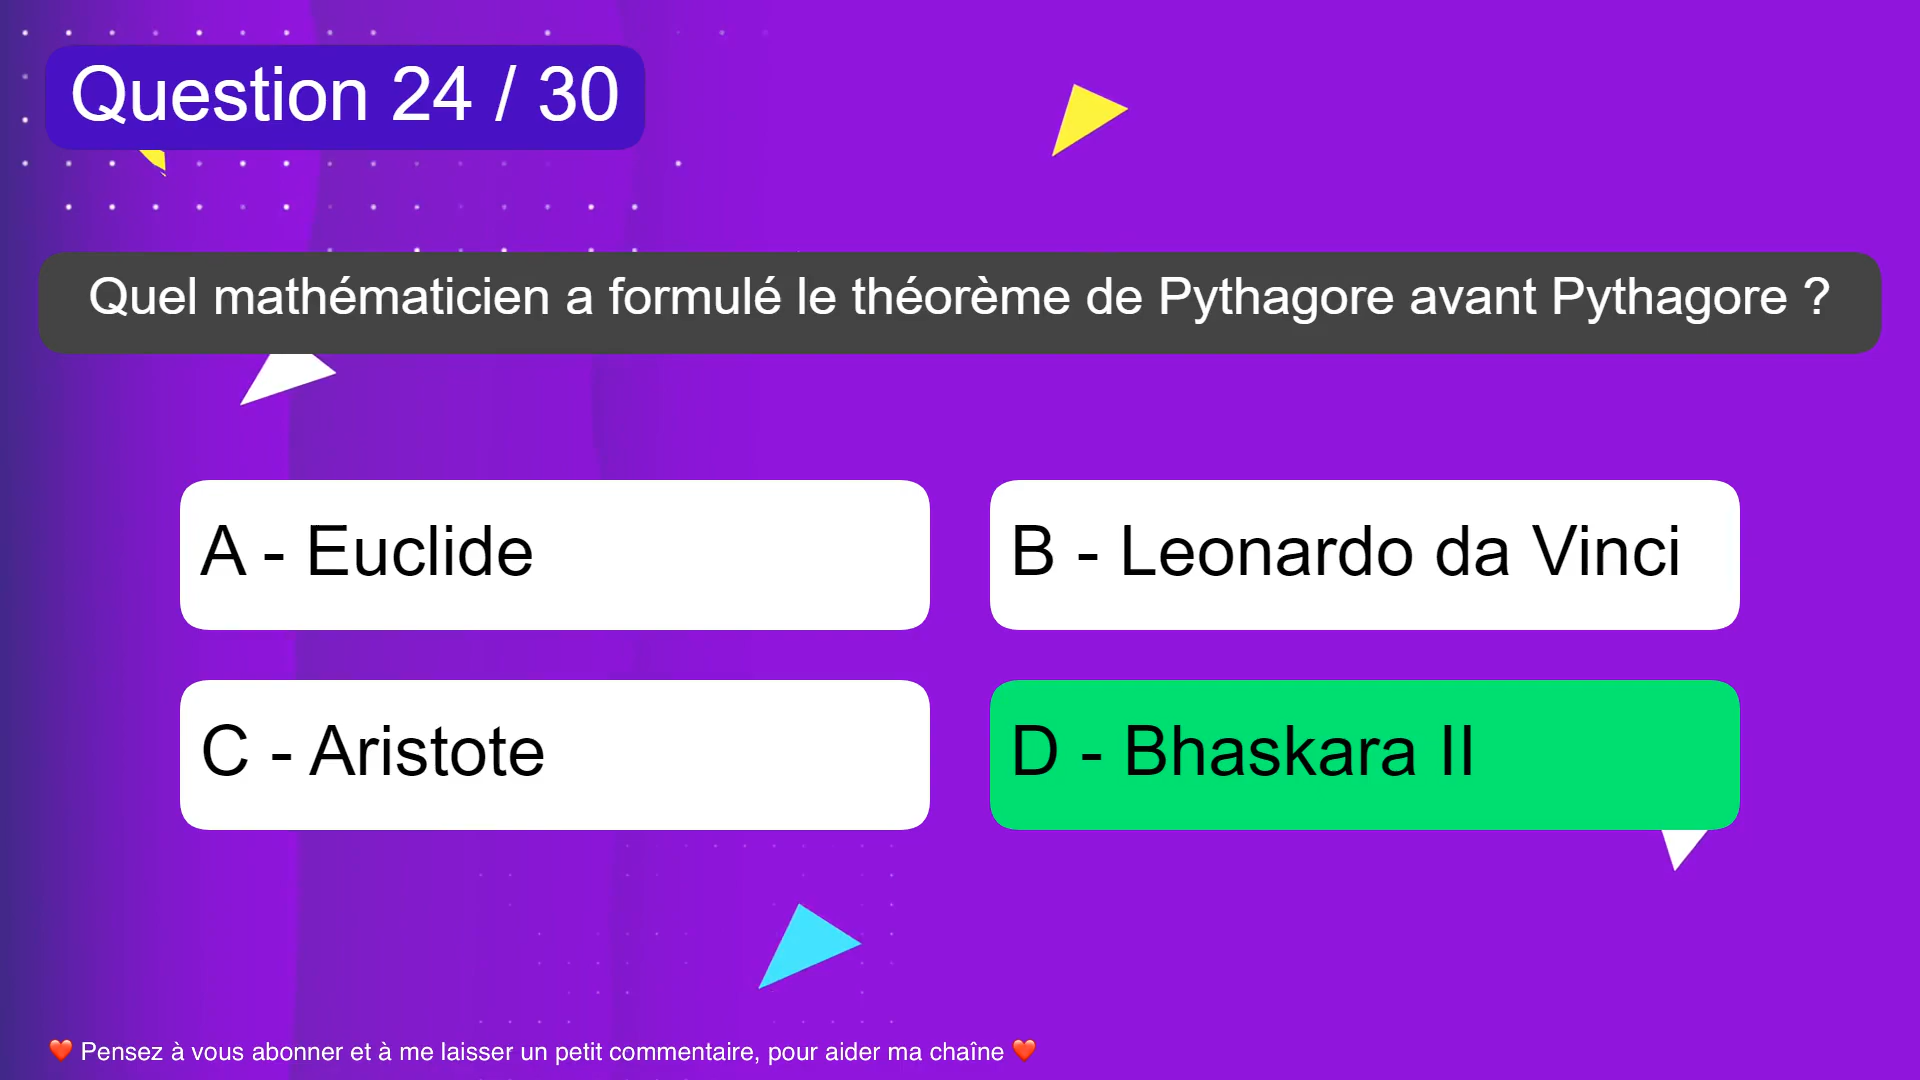 Question 24 / 30
Quel mathématicien a formulé le théorème de Pythagore avant Pythagore ?
A - Euclide
B - Leonardo da Vinci
C - Aristote
D - Bhaskara II
❤️ Pensez à vous abonner et à me laisser un petit commentaire, pour aider ma chaîne ❤️